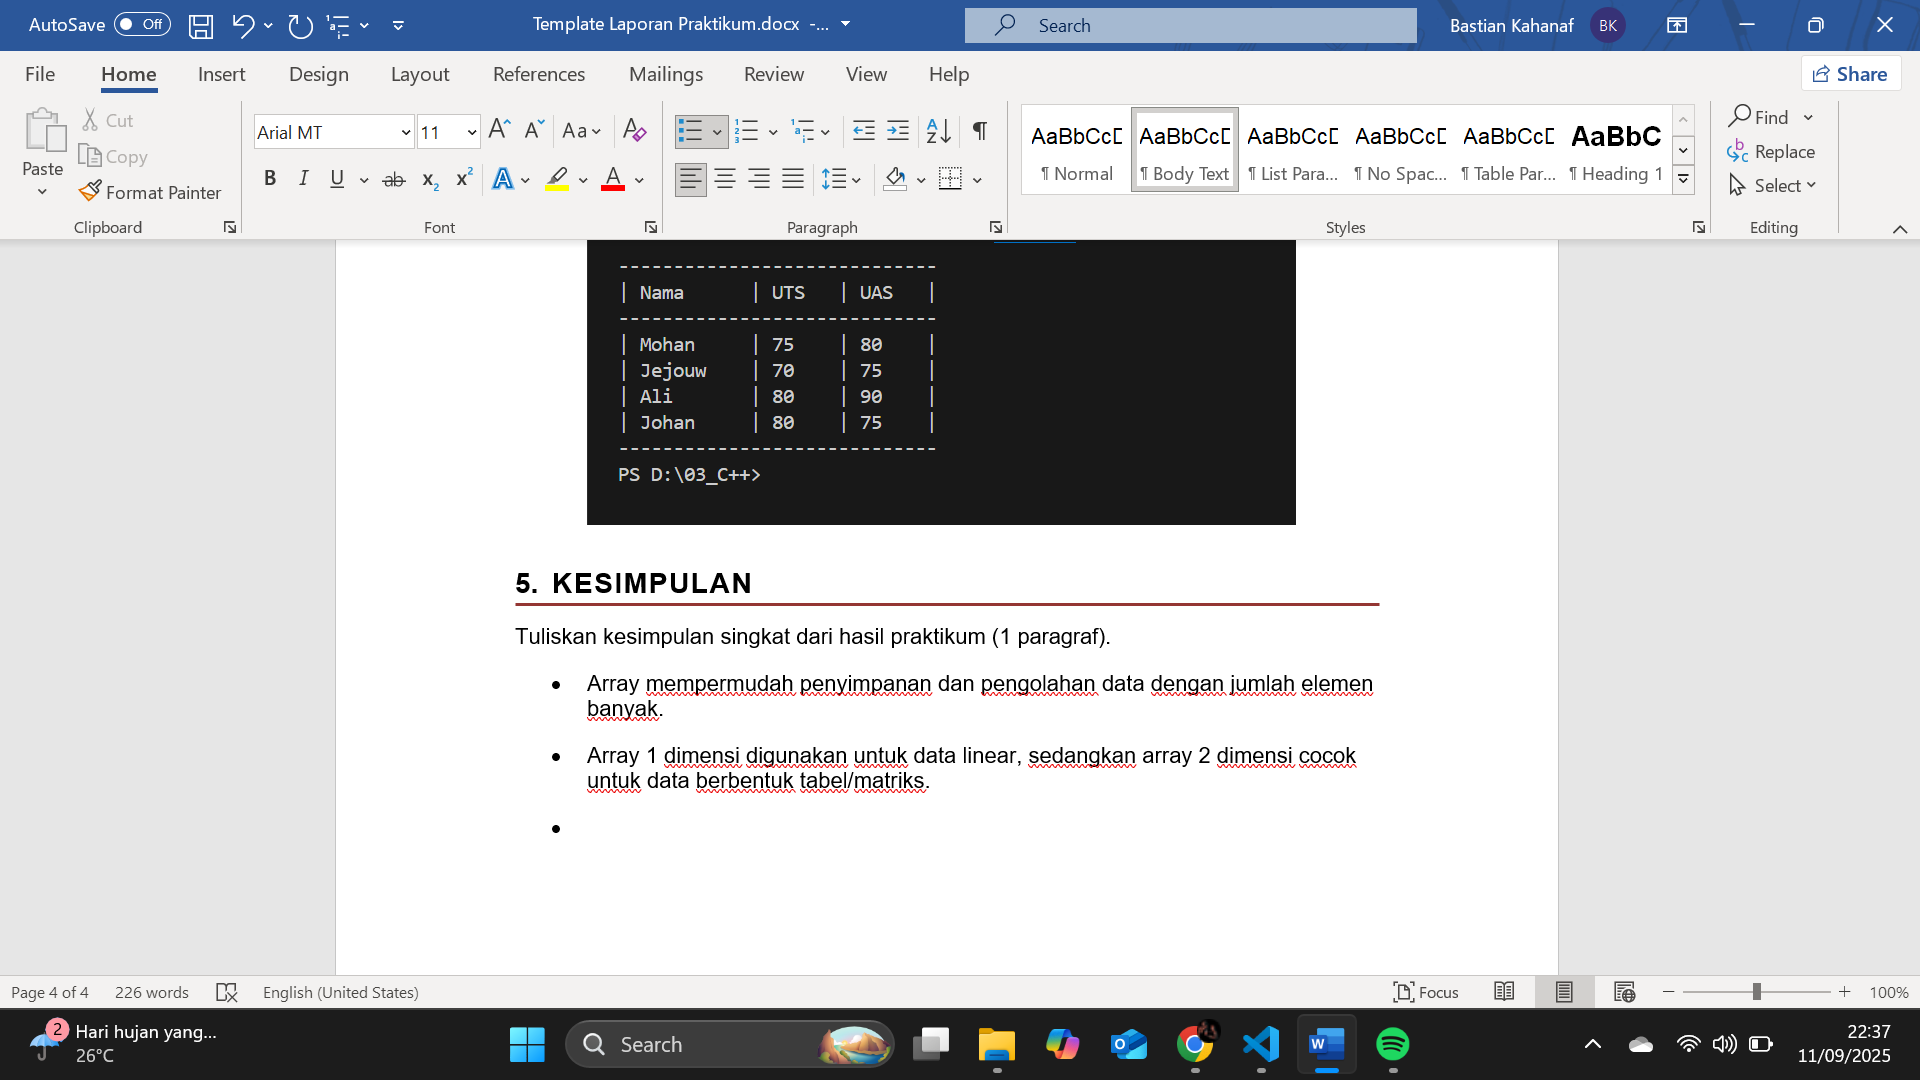 AutoSave Off Template Laporan Praktikum.docx -... Search Bastian Kahanaf BK
File Home Insert Design Layout References Mailings Review View Help Share
Paste Cut Copy Format Painter
Clipboard
Arial MT 11
Font
Paragraph
AaBbCcD AaBbCcD AaBbCcD AaBbCcD AaBbCcD AaBbC
¶ Normal ¶ Body Text ¶ List Para... ¶ No Spac... ¶ Table Par... ¶ Heading 1
Styles
Find
Replace
Select
Editing
-----------------------------
| Nama | UTS | UAS |
-----------------------------
| Mohan | 75 | 80 |
| Jejouw | 70 | 75 |
| Ali | 80 | 90 |
| Johan | 80 | 75 |
-----------------------------
PS D:\03_C++>
5. KESIMPULAN
Tuliskan kesimpulan singkat dari hasil praktikum (1 paragraf).
• Array mempermudah penyimpanan dan pengolahan data dengan jumlah elemen
banyak.
• Array 1 dimensi digunakan untuk data linear, sedangkan array 2 dimensi cocok
untuk data berbentuk tabel/matriks.
•
Page 4 of 4 226 words English (United States) Focus 100%
2 Hari hujan yang...
26°C
Search
22:37
11/09/2025